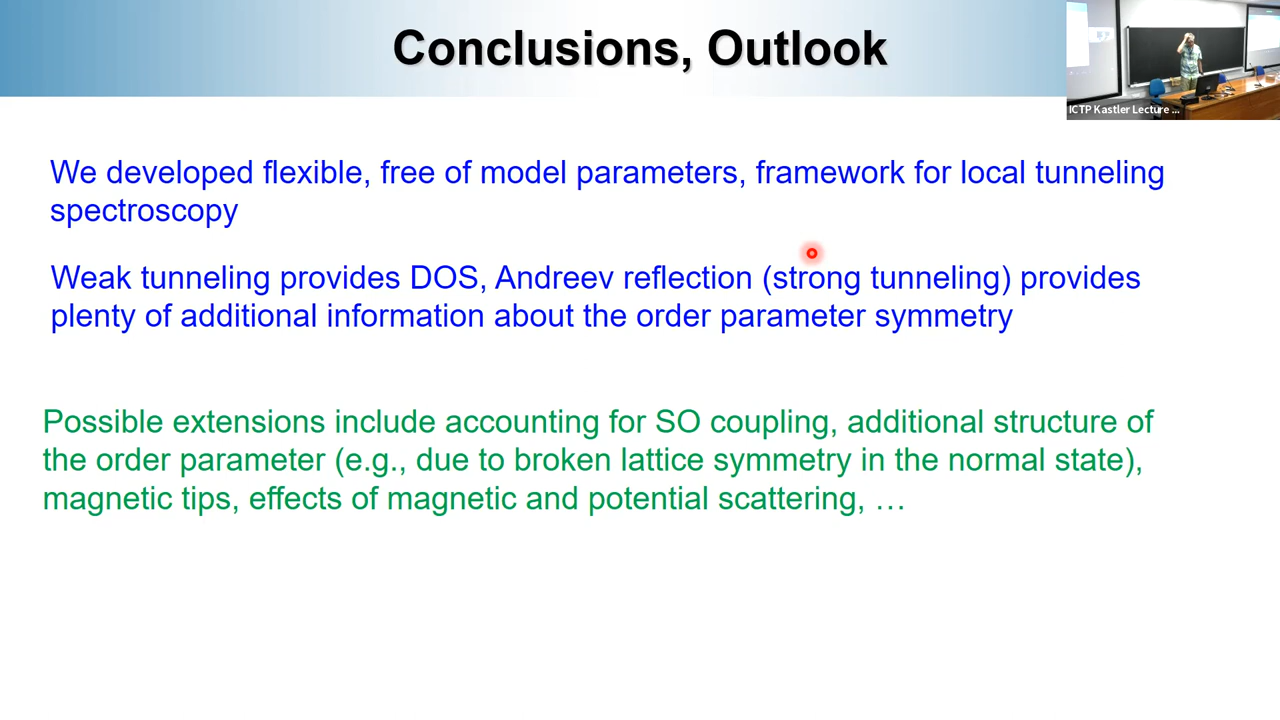 Conclusions, Outlook
ICTP Kastler Lecture ...
We developed flexible, free of model parameters, framework for local tunneling
spectroscopy
Weak tunneling provides DOS, Andreev reflection (strong tunneling) provides
plenty of additional information about the order parameter symmetry
Possible extensions include accounting for SO coupling, additional structure of
the order parameter (e.g., due to broken lattice symmetry in the normal state),
magnetic tips, effects of magnetic and potential scattering, …